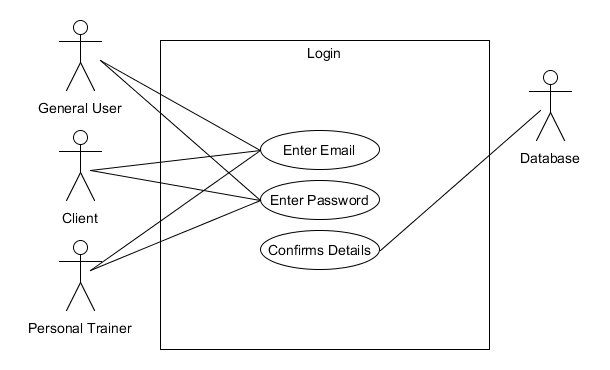 Login
General User
Enter Email
Database
Enter Password
Client
Confirms Details
Personal Trainer